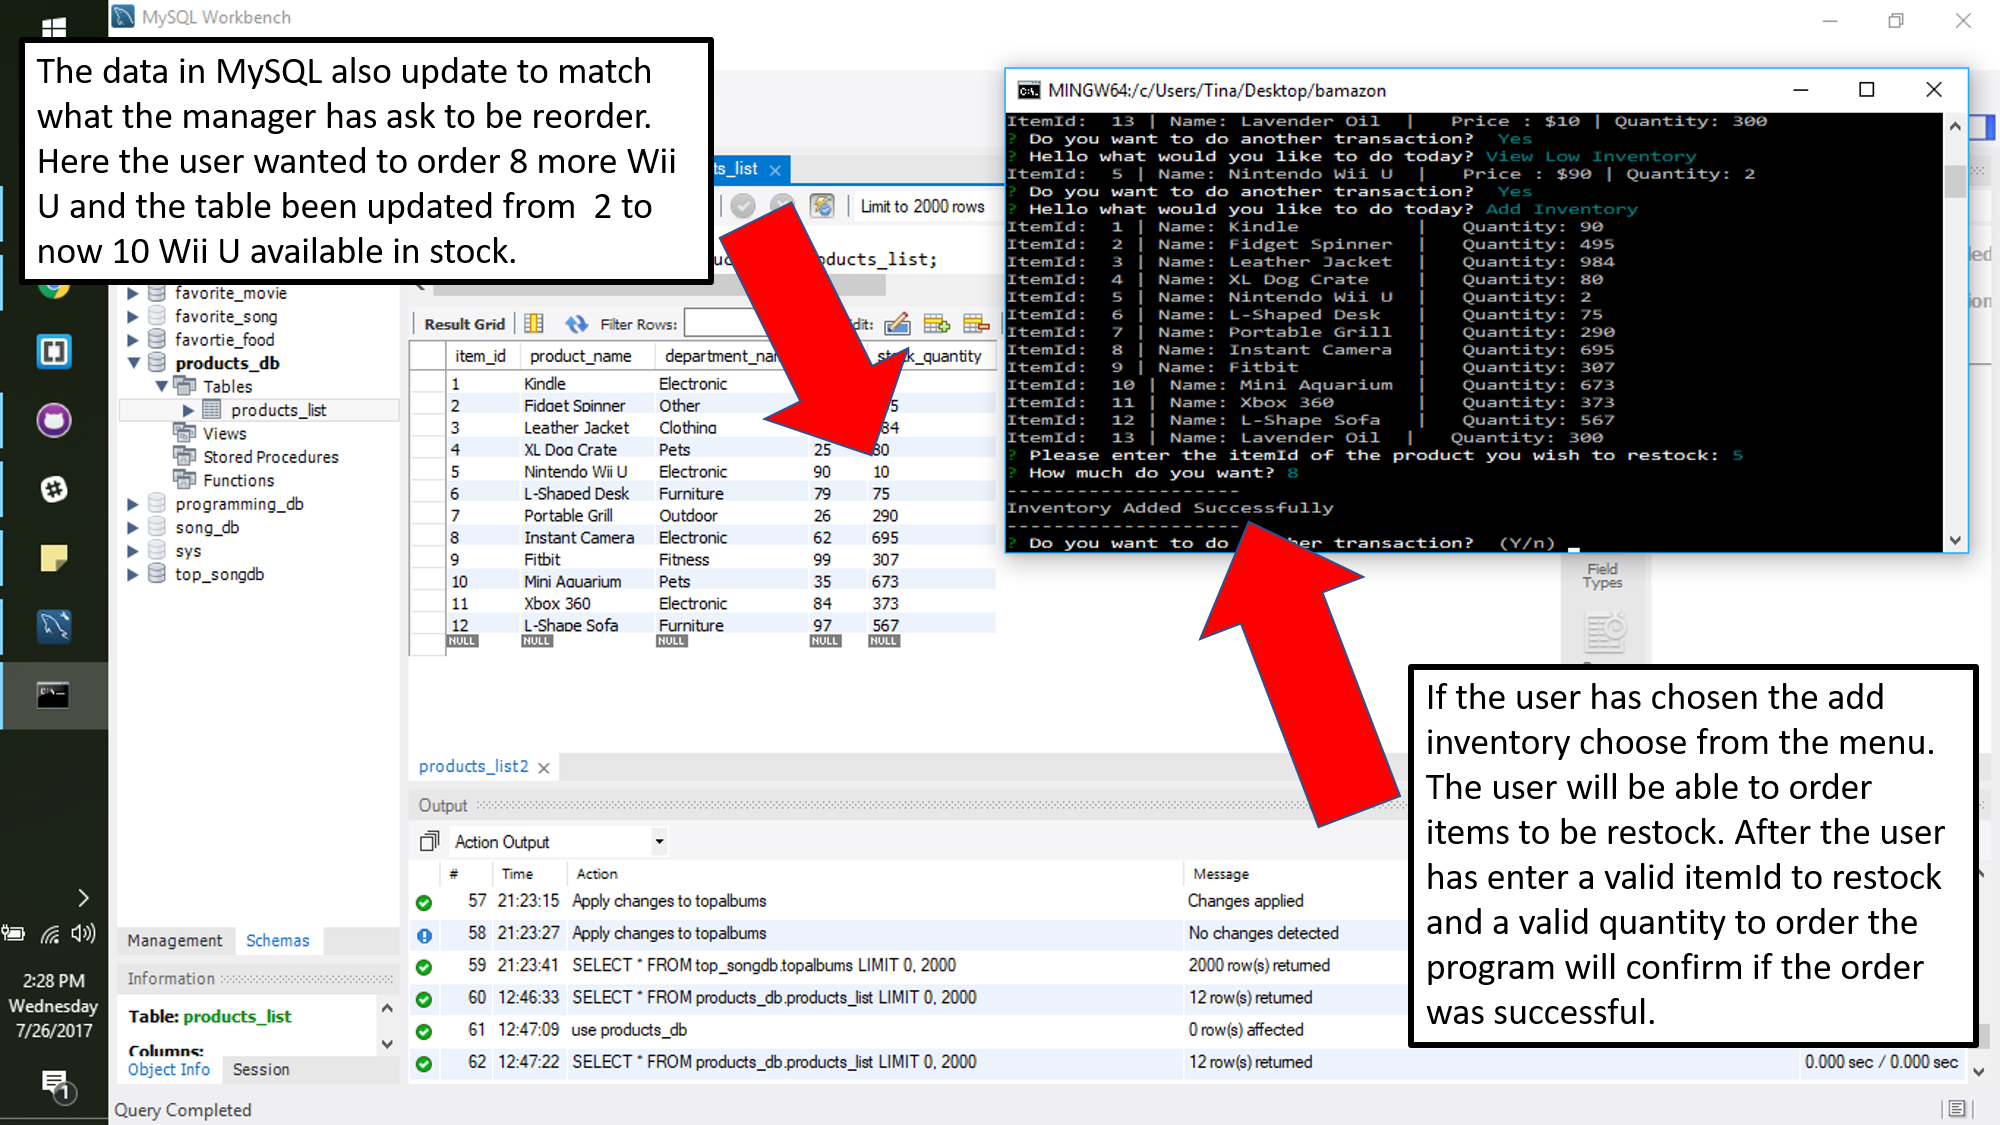 MySQL Workbench
The data in MySQL also update to match
what the manager has ask to be reorder.
Here the user wanted to order 8 more Wii
U and the table been updated from  2 to
now 10 Wii U available in stock.
MINGW64:/c/Users/Tina/Desktop/bamazon
ItemId:  13 | Name: Lavender Oil  |   Price : $10 | Quantity: 300
? Do you want to do another transaction?  Yes
? Hello what would you like to do today? View Low Inventory
ItemId:  5 | Name: Nintendo Wii U  |   Price : $90 | Quantity: 2
? Do you want to do another transaction?  Yes
? Hello what would you like to do today? Add Inventory
ItemId:  1 | Name: Kindle          |   Quantity: 90
ItemId:  2 | Name: Fidget Spinner  |   Quantity: 495
ItemId:  3 | Name: Leather Jacket  |   Quantity: 984
ItemId:  4 | Name: XL Dog Crate    |   Quantity: 80
ItemId:  5 | Name: Nintendo Wii U  |   Quantity: 2
ItemId:  6 | Name: L-Shaped Desk   |   Quantity: 75
ItemId:  7 | Name: Portable Grill  |   Quantity: 290
ItemId:  8 | Name: Instant Camera  |   Quantity: 695
ItemId:  9 | Name: Fitbit          |   Quantity: 307
ItemId:  10 | Name: Mini Aquarium  |   Quantity: 673
ItemId:  11 | Name: Xbox 360       |   Quantity: 373
ItemId:  12 | Name: L-Shape Sofa   |   Quantity: 567
ItemId:  13 | Name: Lavender Oil  |   Quantity: 300
? Please enter the itemId of the product you wish to restock: 5
? How much do you want? 8
--------------------
Inventory Added Successfully
--------------------
? Do you want to do another transaction?  (Y/n)
ts_list
Limit to 2000 rows
oducts_list;
favorite_movie
favorite_song
favortie_food
products_db
Tables
products_list
Views
Stored Procedures
Functions
programming_db
song_db
sys
top_songdb
Result Grid Filter Rows: dit:
item_id product_name department_nan stock_quantity
1 Kindle Electronic
2 Fidget Spinner Other 5
3 Leather Jacket Clothing 84
4 XL Dog Crate Pets 25 80
5 Nintendo Wii U Electronic 90 10
6 L-Shaped Desk Furniture 79 75
7 Portable Grill Outdoor 26 290
8 Instant Camera Electronic 62 695
9 Fitbit Fitness 99 307
10 Mini Aquarium Pets 35 673
11 Xbox 360 Electronic 84 373
12 L-Shape Sofa Furniture 97 567
NULL NULL NULL NULL NULL
Field
Types
If the user has chosen the add
inventory choose from the menu.
The user will be able to order
items to be restock. After the user
has enter a valid itemId to restock
and a valid quantity to order the
program will confirm if the order
was successful.
products_list2
Output
Action Output
# Time Action Message
57 21:23:15 Apply changes to topalbums Changes applied
58 21:23:27 Apply changes to topalbums No changes detected
59 21:23:41 SELECT * FROM top_songdb.topalbums LIMIT 0, 2000 2000 row(s) returned
60 12:46:33 SELECT * FROM products_db.products_list LIMIT 0, 2000 12 row(s) returned
61 12:47:09 use products_db 0 row(s) affected
62 12:47:22 SELECT * FROM products_db.products_list LIMIT 0, 2000 12 row(s) returned 0.000 sec / 0.000 sec
Management Schemas
Information
Table: products_list
Columns:
Object Info Session
Query Completed
2:28 PM
Wednesday
7/26/2017
1